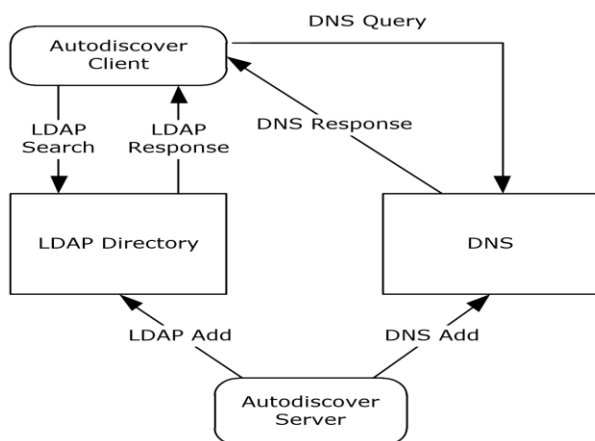 DNS Query
Autodiscover
Client
LDAP
Search
LDAP
Response
DNS Response
LDAP Directory
DNS
LDAP Add
DNS Add
Autodiscover
Server